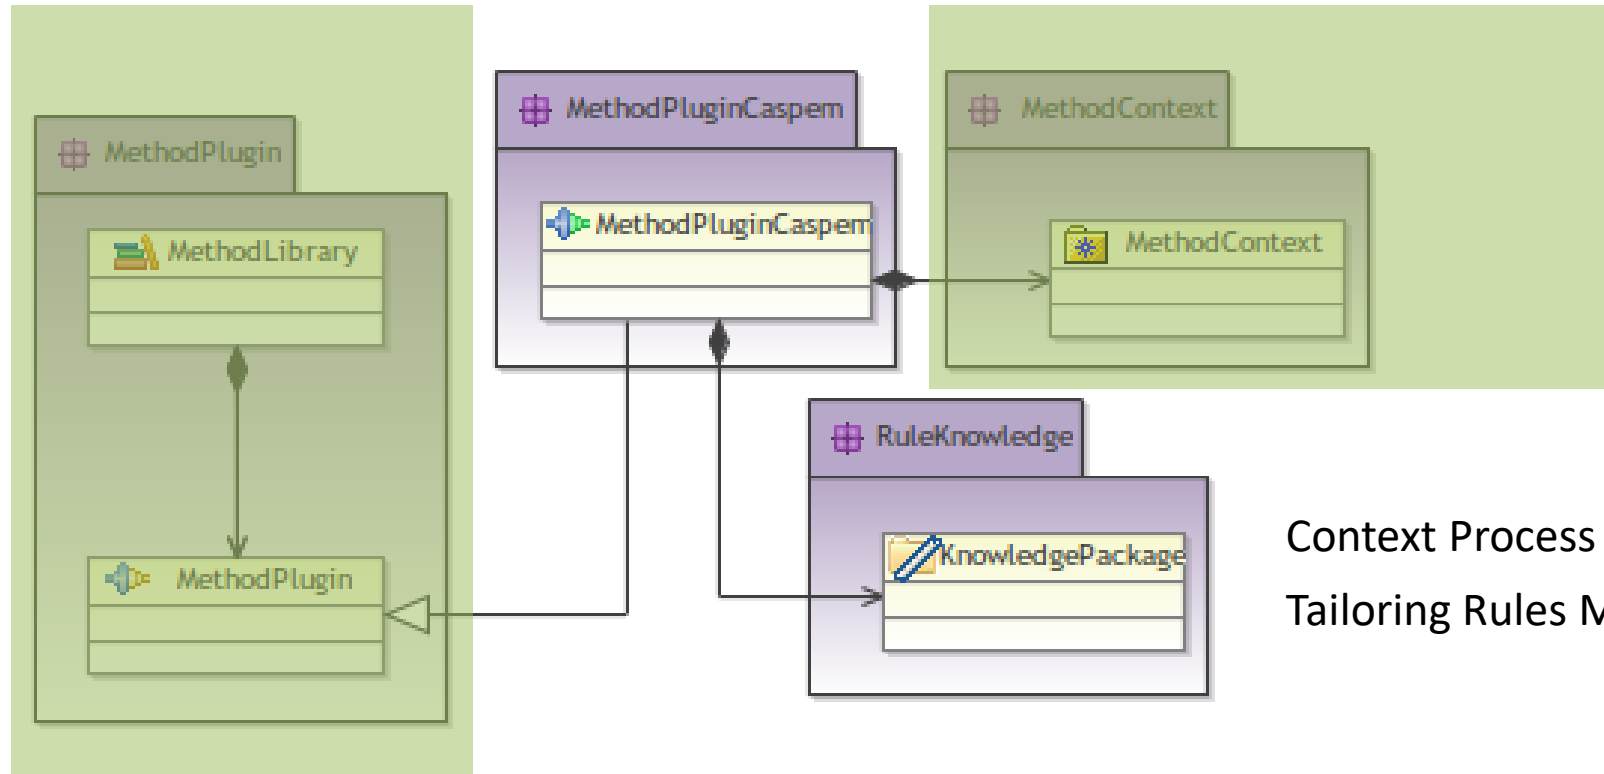 MethodPlugin
MethodLibrary
MethodPlugin
MethodPluginCaspem
MethodPluginCaspem
MethodContext
MethodContext
RuleKnowledge
KnowledgePackage
Context Process
Tailoring Rules M